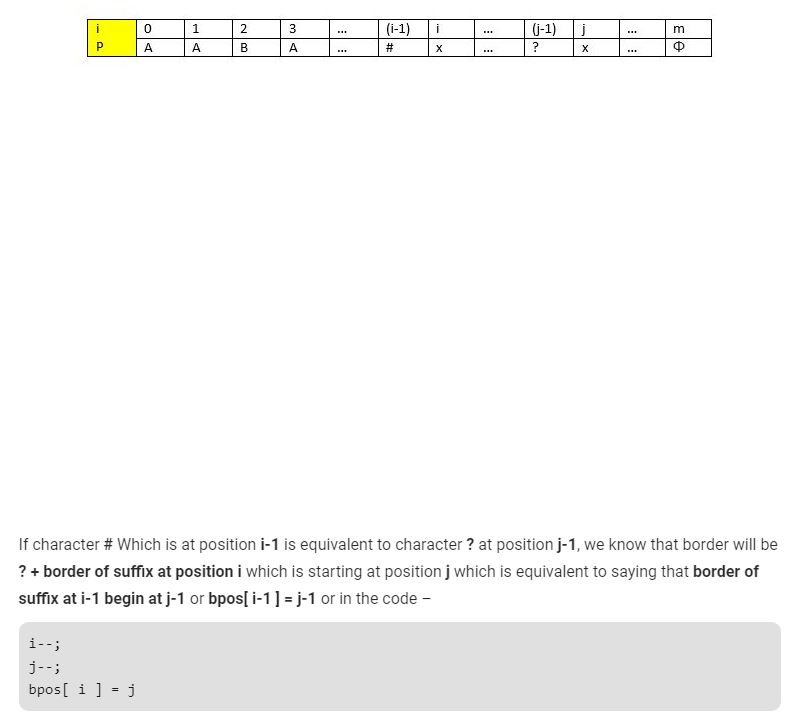 i 0 1 2 3 ... (i-1) i ... (j-1) j ... m
P A A B A ... # x ... ? x ... Φ
If character # Which is at position i-1 is equivalent to character ? at position j-1, we know that border will be
? + border of suffix at position i which is starting at position j which is equivalent to saying that border of
suffix at i-1 begin at j-1 or bpos[ i-1 ] = j-1 or in the code –
i--;
j--;
bpos[ i ] = j